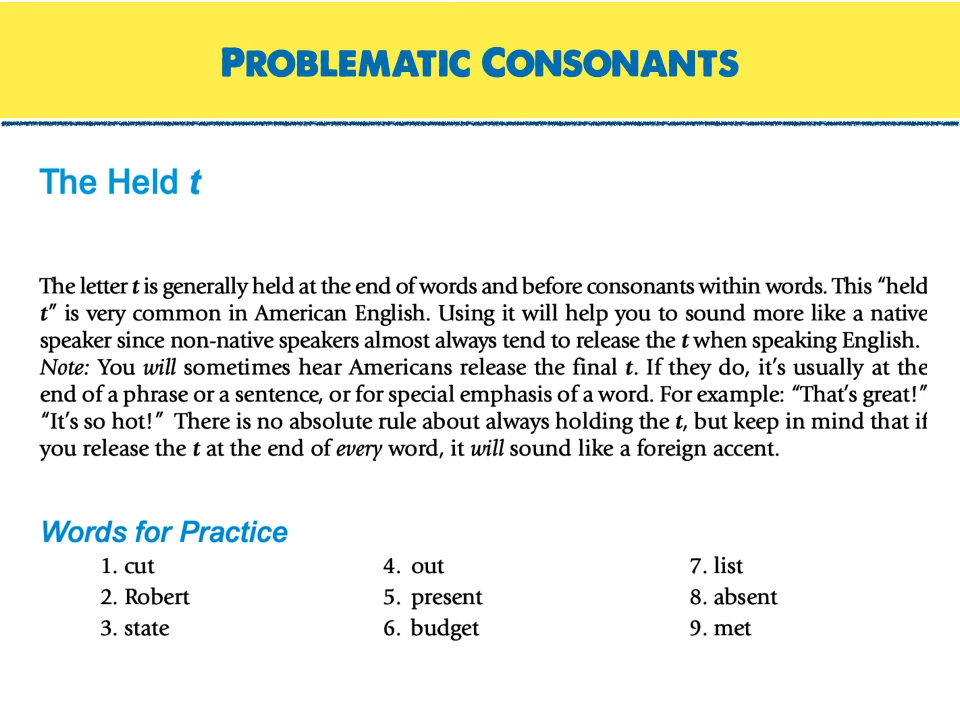 PROBLEMATIC CONSONANTS
The Held t
The letter t is generally held at the end of words and before consonants within words. This “held
t” is very common in American English. Using it will help you to sound more like a native
speaker since non-native speakers almost always tend to release the t when speaking English.
Note: You will sometimes hear Americans release the final t. If they do, it’s usually at the
end of a phrase or a sentence, or for special emphasis of a word. For example: “That’s great!”
“It’s so hot!” There is no absolute rule about always holding the t, but keep in mind that if
you release the t at the end of every word, it will sound like a foreign accent.
Words for Practice
1. cut 4. out 7. list
2. Robert 5. present 8. absent
3. state 6. budget 9. met